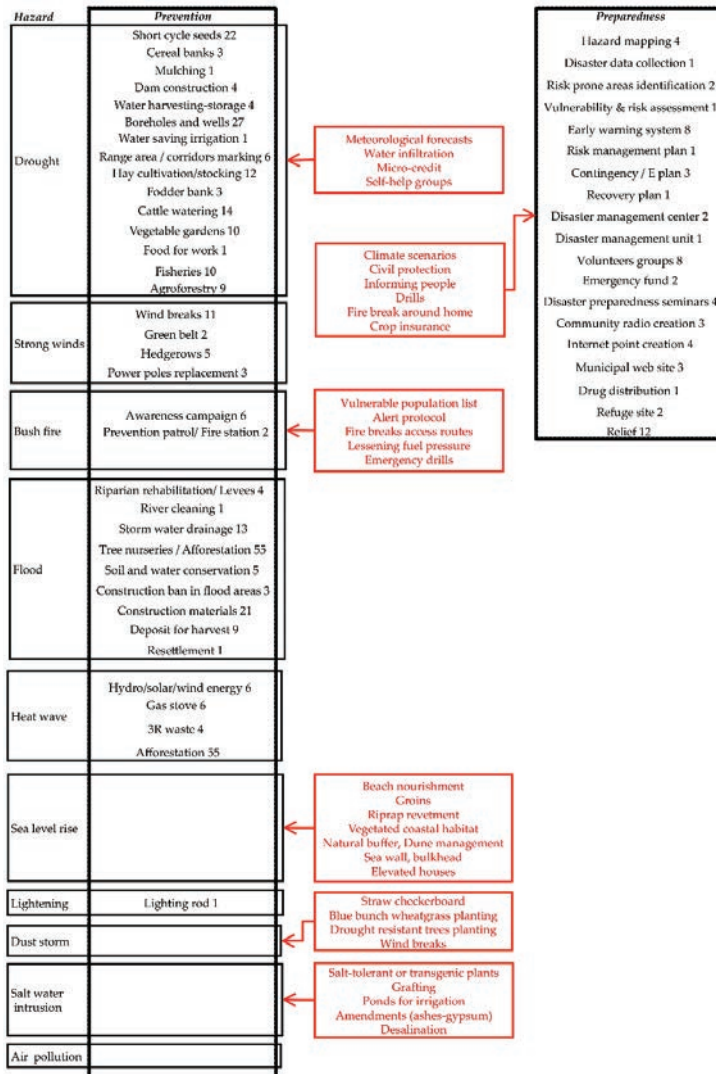 Hazard
Prevention
Drought
Short cycle seeds 22
Cereal banks 3
Mulching 1
Dam construction 4
Water harvesting-storage 4
Boreholes and wells 27
Water saving irrigation 1
Range area / corridors marking 6
Hay cultivation/stocking 12
Fodder bank 3
Cattle watering 14
Vegetable gardens 10
Food for work 1
Fisheries 10
Agroforestry 9
Strong winds
Wind breaks 11
Green belt 2
Hedgerows 5
Power poles replacement 3
Bush fire
Awareness campaign 6
Prevention patrol/ Fire station 2
Flood
Riparian rehabilitation/ Levees 4
River cleaning 1
Storm water drainage 13
Tree nurseries / Afforestation 55
Soil and water conservation 5
Construction ban in flood areas 3
Construction materials 21
Deposit for harvest 9
Resettlement 1
Heat wave
Hydro/solar/wind energy 6
Gas stove 6
3R waste 4
Afforestation 55
Sea level rise
Lightening
Lighting rod 1
Dust storm
Salt water
intrusion
Air pollution
Meteorological forecasts
Water infiltration
Micro-credit
Self-help groups
Climate scenarios
Civil protection
Informing people
Drills
Fire break around home
Crop insurance
Vulnerable population list
Alert protocol
Fire breaks access routes
Lessening fuel pressure
Emergency drills
Beach nourishment
Groins
Riprap revetment
Vegetated coastal habitat
Natural buffer, Dune management
Sea wall, bulkhead
Elevated houses
Straw checkerboard
Blue bunch wheatgrass planting
Drought resistant trees planting
Wind breaks
Salt-tolerant or transgenic plants
Grafting
Ponds for irrigation
Amendments (ashes-gypsum)
Desalination
Preparedness
Hazard mapping 4
Disaster data collection 1
Risk prone areas identification 2
Vulnerability & risk assessment 1
Early warning system 8
Risk management plan 1
Contingency / E plan 3
Recovery plan 1
Disaster management center 2
Disaster management unit 1
Volunteers groups 8
Emergency fund 2
Disaster preparedness seminars 4
Community radio creation 3
Internet point creation 4
Municipal web site 3
Drug distribution 1
Refuge site 2
Relief 12